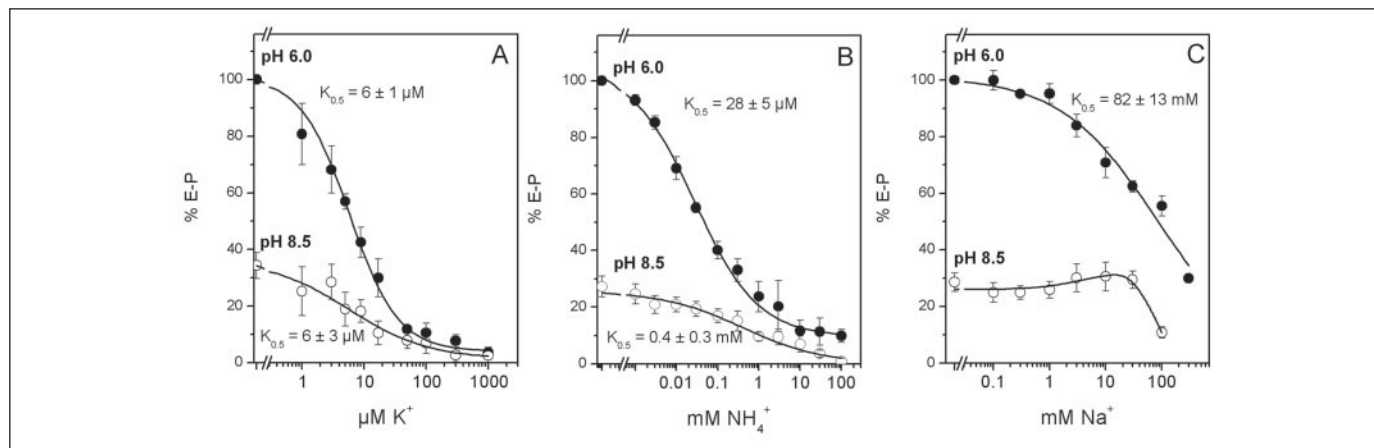 A
pH 6.0
K0.5 = 6 ± 1 µM
pH 8.5
K0.5 = 6 ± 3 µM
% E-P
100
80
60
40
20
0
1
10
100
1000
µM K+
B
pH 6.0
K0.5 = 28 ± 5 µM
pH 8.5
K0.5 = 0.4 ± 0.3 mM
% E-P
100
80
60
40
20
0
0.01
0.1
1
10
100
mM NH4+
C
pH 6.0
K0.5 = 82 ± 13 mM
pH 8.5
% E-P
100
80
60
40
20
0
0.1
1
10
100
mM Na+